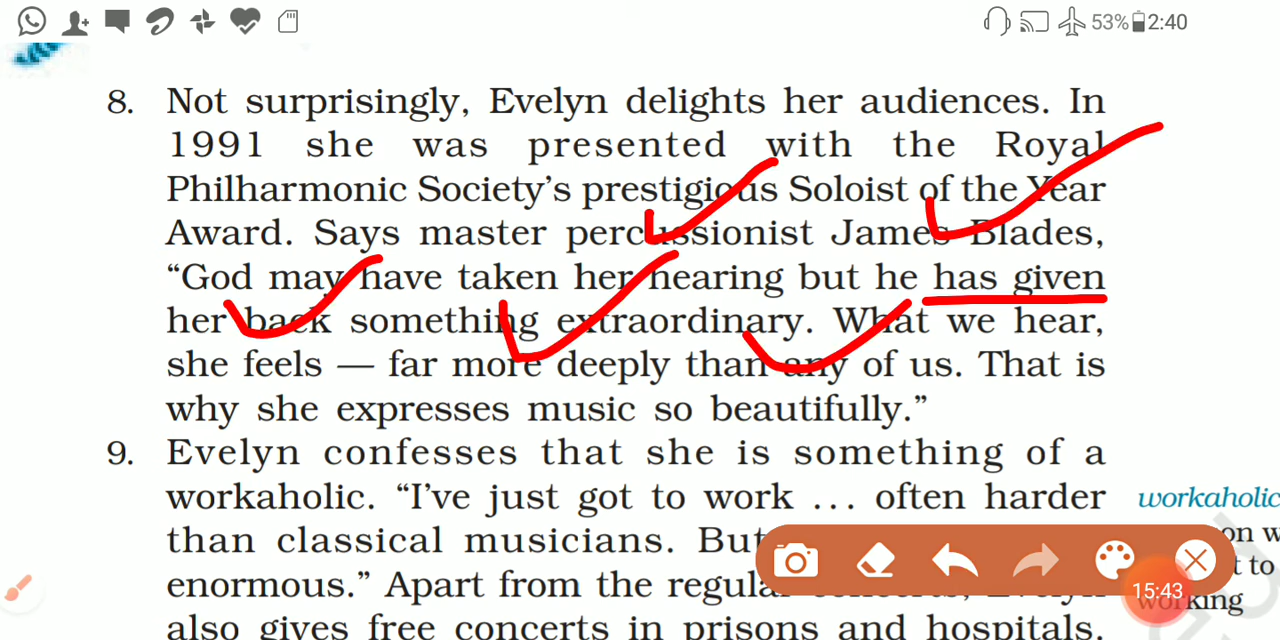 53% 2:40
8. Not surprisingly, Evelyn delights her audiences. In
1991 she was presented with the Royal
Philharmonic Society's prestigious Soloist of the Year
Award. Says master percussionist James Blades,
“God may have taken her hearing but he has given
her back something extraordinary. What we hear,
she feels — far more deeply than any of us. That is
why she expresses music so beautifully.”
9. Evelyn confesses that she is something of a
workaholic. “I've just got to work ... often harder
than classical musicians. But
enormous.” Apart from the regular concerts, Evelyn
also gives free concerts in prisons and hospitals.
workaholic
on
t to
working
15:43